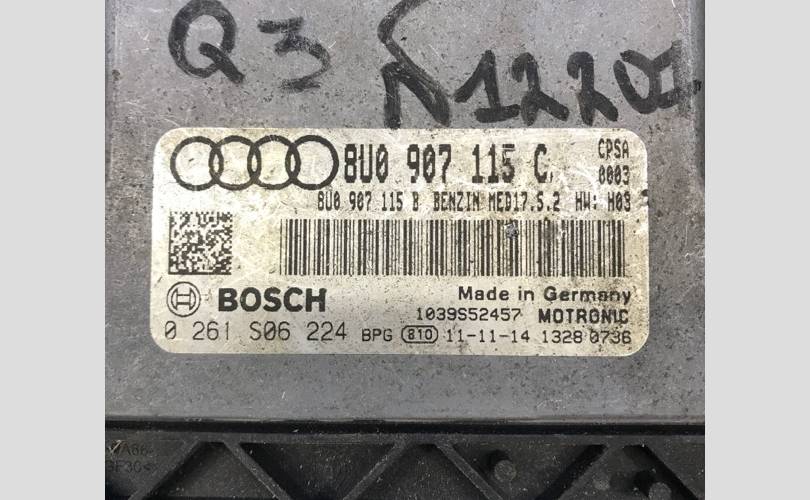 Q3 N12207
8U0 907 115 C
CPSA
0003
8U0 907 115 B BENZIN MED17.5.2 HW: H03
BOSCH
Made in Germany
1039S52457 MOTRONIC
0 261 S06 224 BPG 810 11-11-14 1328 0736